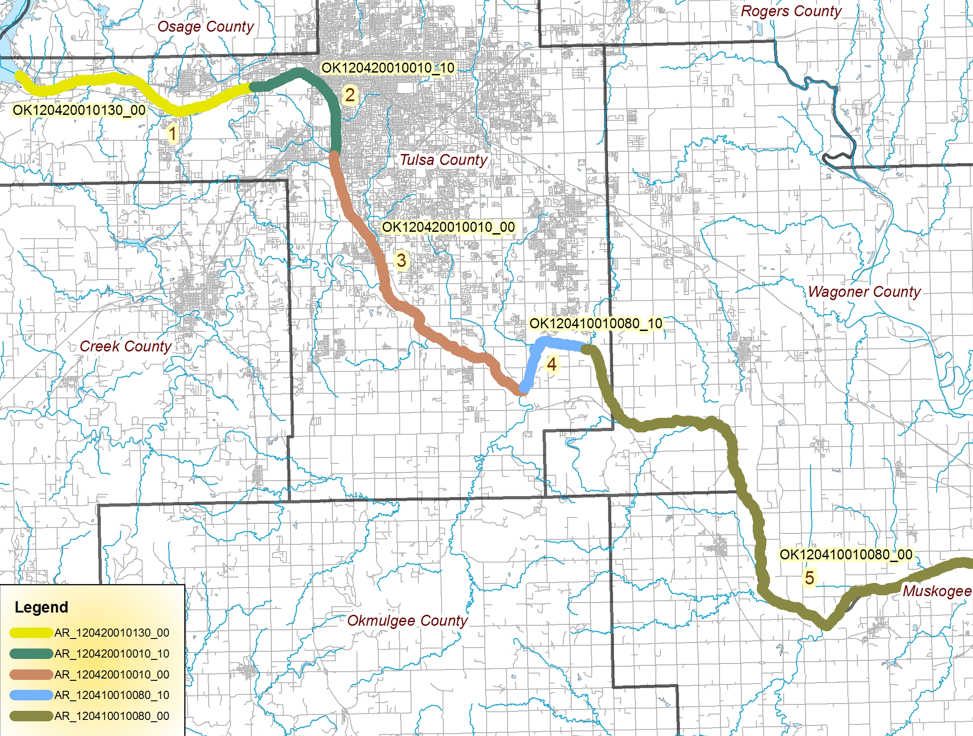 Rogers County
Osage County
OK120420010010_10
OK120420010130_00
2
1
Tulsa County
OK120420010010_00
3
Wagoner County
OK120410010080_10
Creek County
4
OK120410010080_00
5
Muskogee
Okmulgee County
Legend
AR_120420010130_00
AR_120420010010_10
AR_120420010010_00
AR_120410010080_10
AR_120410010080_00